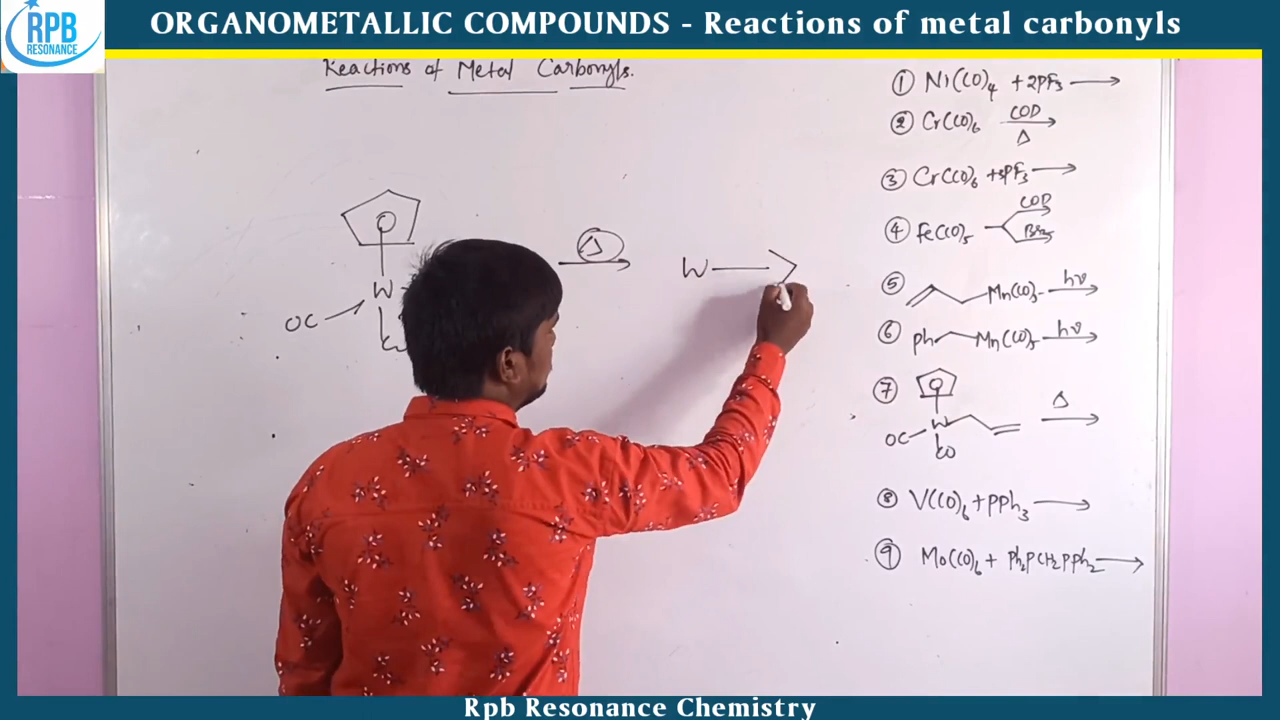 RPB
RESONANCE
ORGANOMETALLIC COMPOUNDS - Reactions of metal carbonyls
Reactions of Metal Carbonyls.
W
OC
Δ
W
① Ni(CO)4 + 2PF3
② Cr(CO)6 COD Δ
③ Cr(CO)6 + 3PF3
④ Fe(CO)5 COD Br2
⑤ Mn(CO)5 hν
⑥ ph Mn(CO)5 hν
⑦ W Δ
OC
CO
⑧ V(CO)6 + PPh3
⑨ Mo(CO)6 + Ph2PCH2PPh2
Rpb Resonance Chemistry